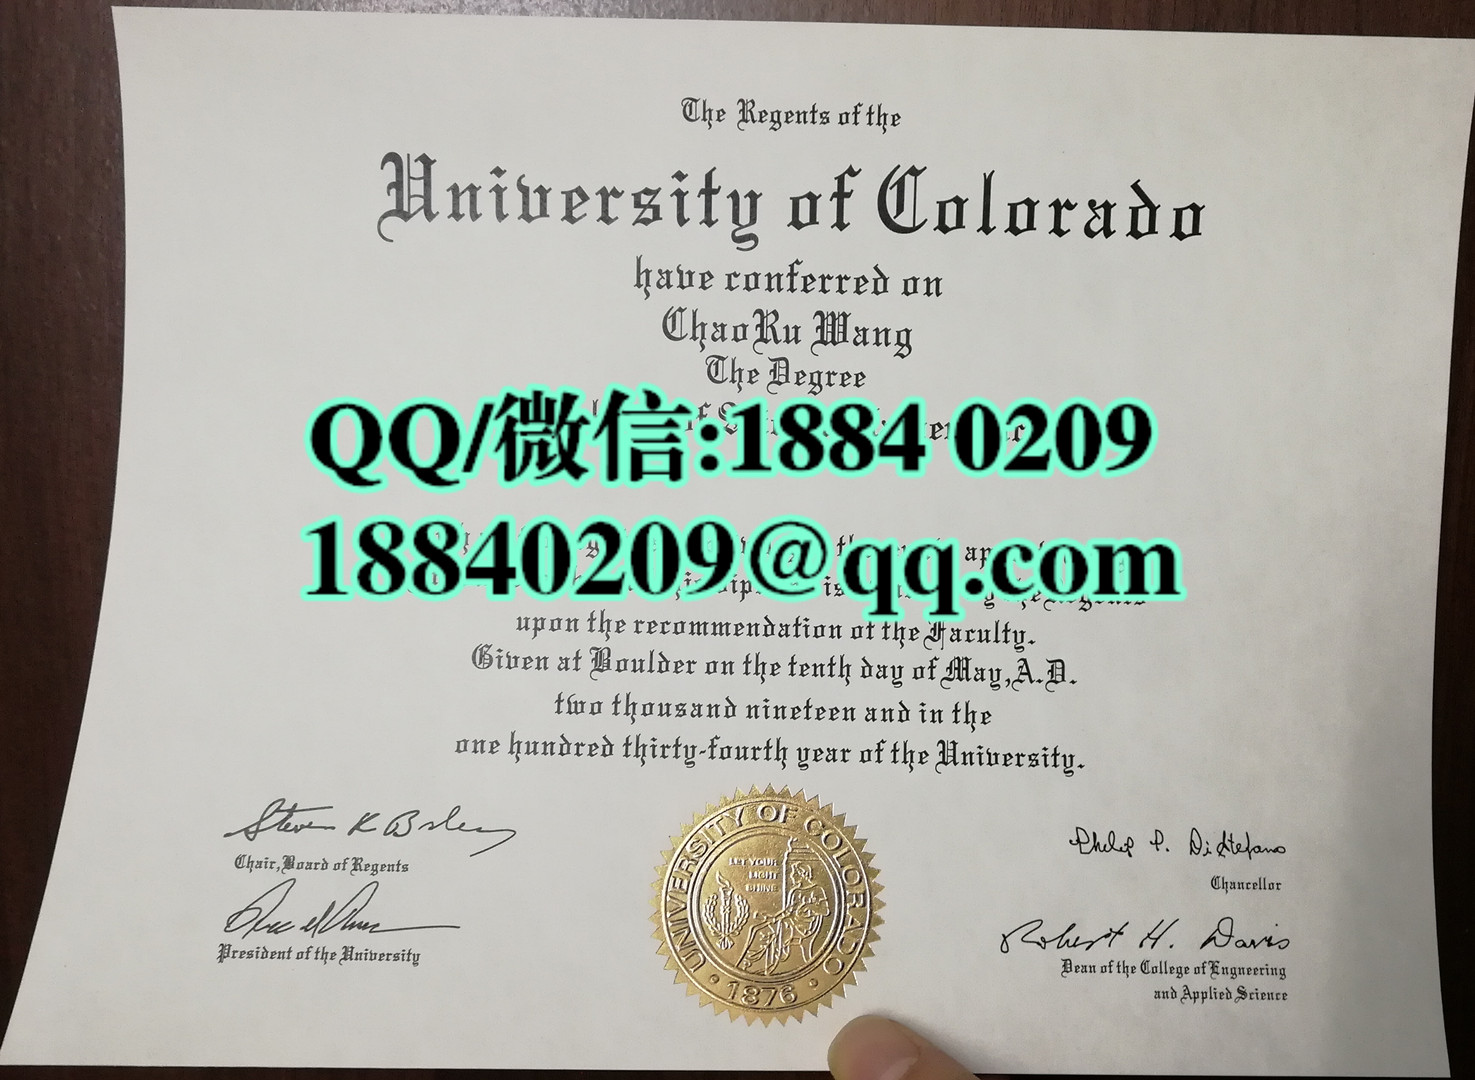 The Regents of the
University of Colorado
have conferred on
ChaoRu Wang
The Degree
QQ/微信:1884 0209
18840209@qq.com
upon the recommendation of the Faculty.
Given at Boulder on the tenth day of May,A.D.
two thousand nineteen and in the
one hundred thirty-fourth year of the University.
Steven K Bosley
Chair,Board of Regents
President of the University
UNIVERSITY OF COLORADO
LET YOUR
LIGHT
SHINE
1876
Philip P. DiStefano
Chancellor
Robert H. Davis
Dean of the College of Engneering
and Applied Science